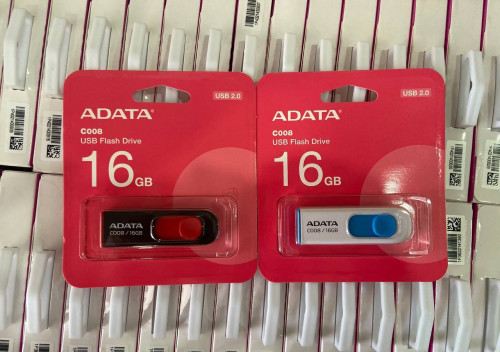 USB 2.0
ADATA
C008
USB Flash Drive
16GB
ADATA
C008 / 16GB
USB 2.0
ADATA
C008
USB Flash Drive
16GB
ADATA
C008 / 16GB